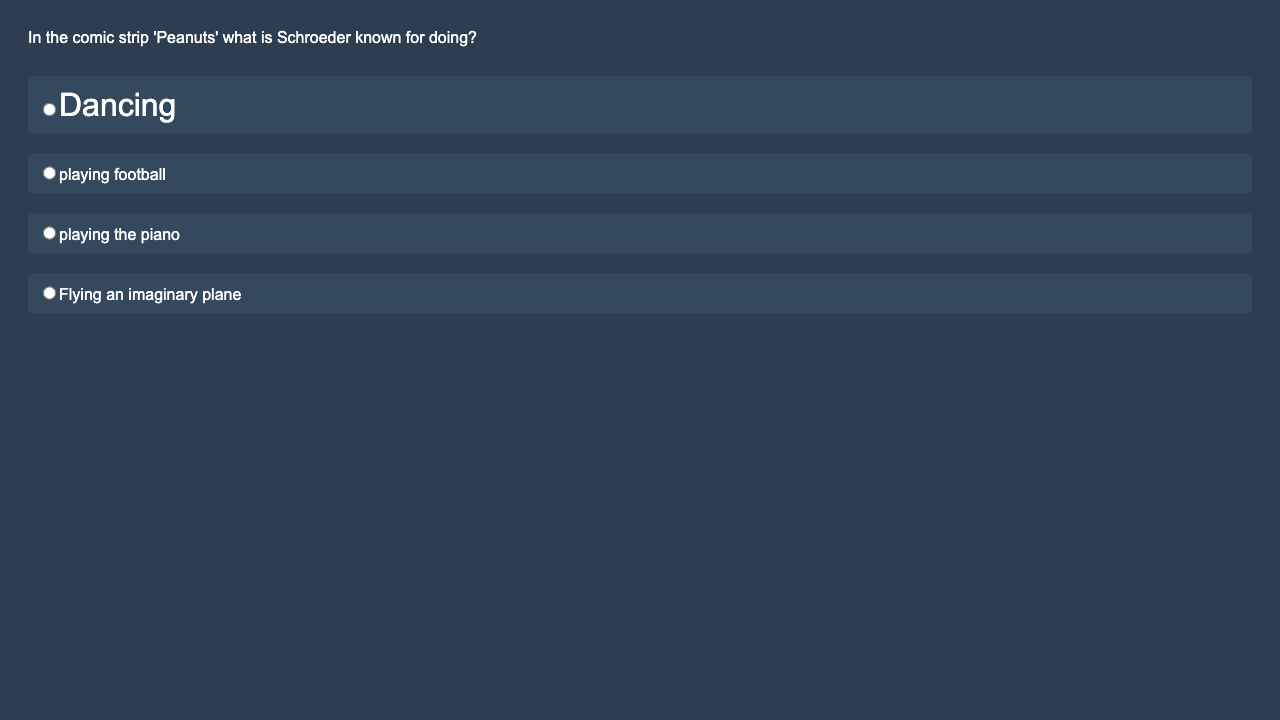 In the comic strip 'Peanuts' what is Schroeder known for doing?
Dancing
playing football
playing the piano
Flying an imaginary plane